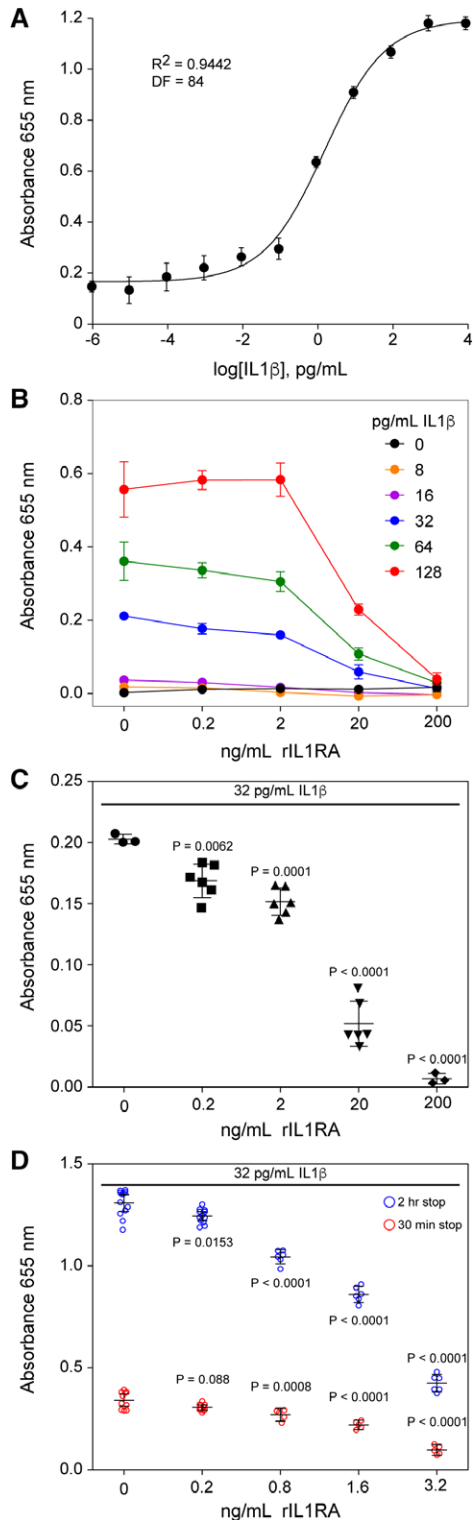 A
R² = 0.9442
DF = 84
Absorbance 655 nm
1.2
1.0
0.8
0.6
0.4
0.2
0
-6 -4 -2 0 2 4
log[IL1β], pg/mL
B
pg/mL IL1β
0
8
16
32
64
128
Absorbance 655 nm
0.8
0.6
0.4
0.2
0.0
0 0.2 2 20 200
ng/mL rIL1RA
C
32 pg/mL IL1β
P = 0.0062
P = 0.0001
P < 0.0001
P < 0.0001
Absorbance 655 nm
0.25
0.20
0.15
0.10
0.05
0.00
0 0.2 2 20 200
ng/mL rIL1RA
D
32 pg/mL IL1β
2 hr stop
30 min stop
P = 0.0153
P < 0.0001
P < 0.0001
P < 0.0001
P = 0.088
P = 0.0008
P < 0.0001
P < 0.0001
Absorbance 655 nm
1.5
1.0
0.5
0.0
0 0.2 0.8 1.6 3.2
ng/mL rIL1RA